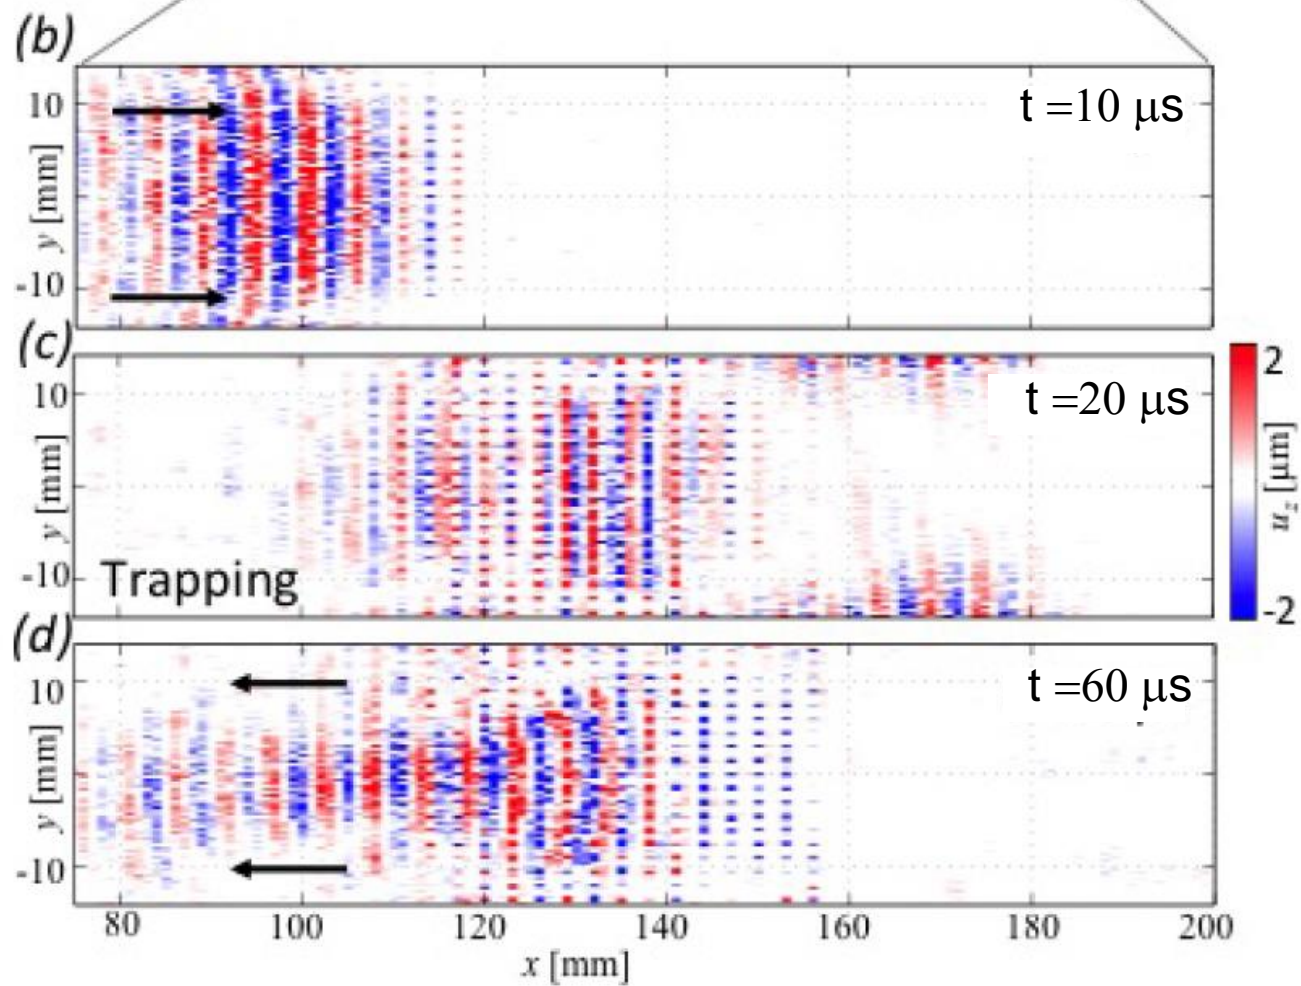 (b)
10
y [mm]
-10
t =10 μs
(c)
10
y [mm]
-10
Trapping
t =20 μs
2
u_z [μm]
-2
(d)
10
y [mm]
-10
t =60 μs
80 100 120 140 160 180 200
x [mm]